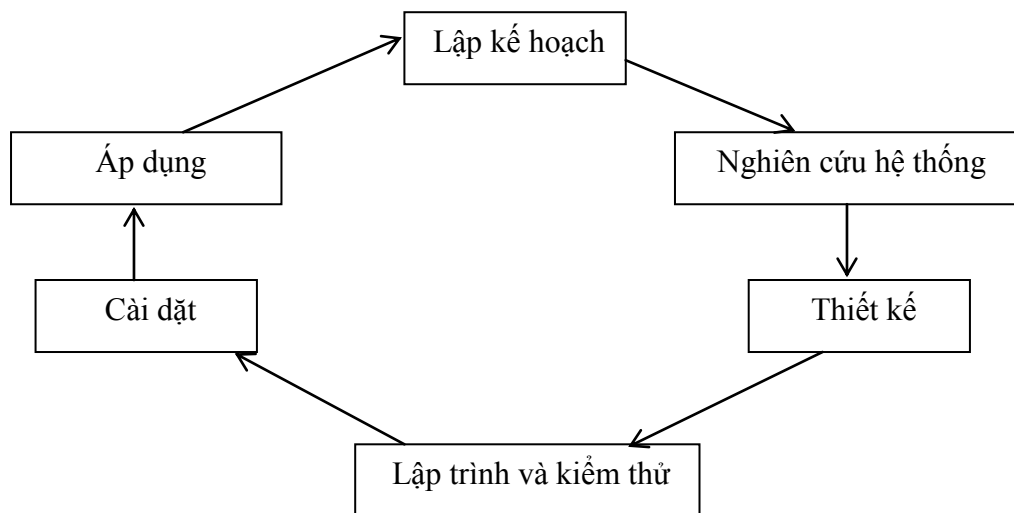 Lập kế hoạch
Áp dụng
Nghiên cứu hệ thống
Cài dặt
Thiết kế
Lập trình và kiểm thử